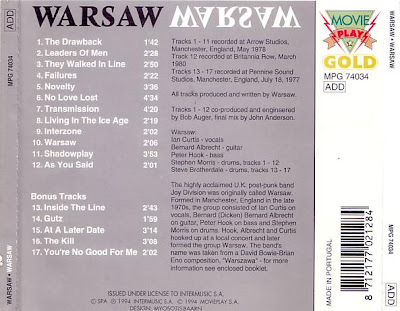 ADD
MPG 74034
WARSAW • WARSAW
WARSAW WARSAW
1. The Drawback 1'42
2. Leaders Of Men 2'28
3. They Walked In Line 2'50
4. Failures 2'22
5. Novelty 3'36
6. No Love Lost 4'34
7. Transmission 4'20
8. Living In The Ice Age 2'19
9. Interzone 2'02
10. Warsaw 2'06
11. Shadowplay 3'53
12. As You Said 2'01
Bonus Tracks
13. Inside The Line 2'43
14. Gutz 1'59
15. At A Later Date 3'15
16. The Kill 3'08
17. You're No Good For Me 2'02
Tracks 1 - 11 recorded at Arrow Studios,
Manchester, England, May 1978
Track 12 recorded at Britannia Row, March
1980
Tracks 13 - 17 recorded at Pennine Sound
Studios, Manchester, England, July 18, 1977
All tracks produced and written by Warsaw.
Tracks 1 - 12 co-produced and engineered
by Bob Auger, final mix by John Anderson.
Warsaw:
Ian Curtis - vocals
Bernard Albrecht - guitar
Peter Hook - bass
Stephen Morris - drums, tracks 1 - 12
Steve Brotherdale - drums, tracks 13 - 17
The highly acclaimed U.K. post-punk band
Joy Division was originally called Warsaw.
Formed in Manchester, England in the late
1970s, the group consisted of Ian Curtis on
vocals, Bernard (Dicken) Bernard Albrecht
on guitar, Peter Hook on bass and Stephen
Morris on drums. Hook, Albrecht and Curtis
hooked up at a local concert and later
formed the group Warsaw. The band's
name was taken from a David Bowie-Brian
Eno composition, "Warszawa" - for more
information see enclosed booklet.
ISSUED UNDER LICENSE TO INTERMUSIC S.A.
© SPA ℗ 1994 INTERMUSIC S.A. © 1994 MOVIEPLAY S.A.
DESIGN: MYOSOTIS BAARN
MOVIE
PLAY
GOLD
MPG 74034
ADD
MADE IN PORTUGAL
8 712177 021284
WARSAW • WARSAW
MPG 74034
ADD